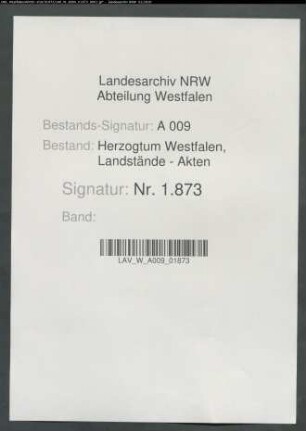 Landesarchiv NRW
Abteilung Westfalen
Bestands-Signatur: A 009
Bestand: Herzogtum Westfalen,
Landstände - Akten
Signatur: Nr. 1.873
Band:
LAV_W_A009_01873